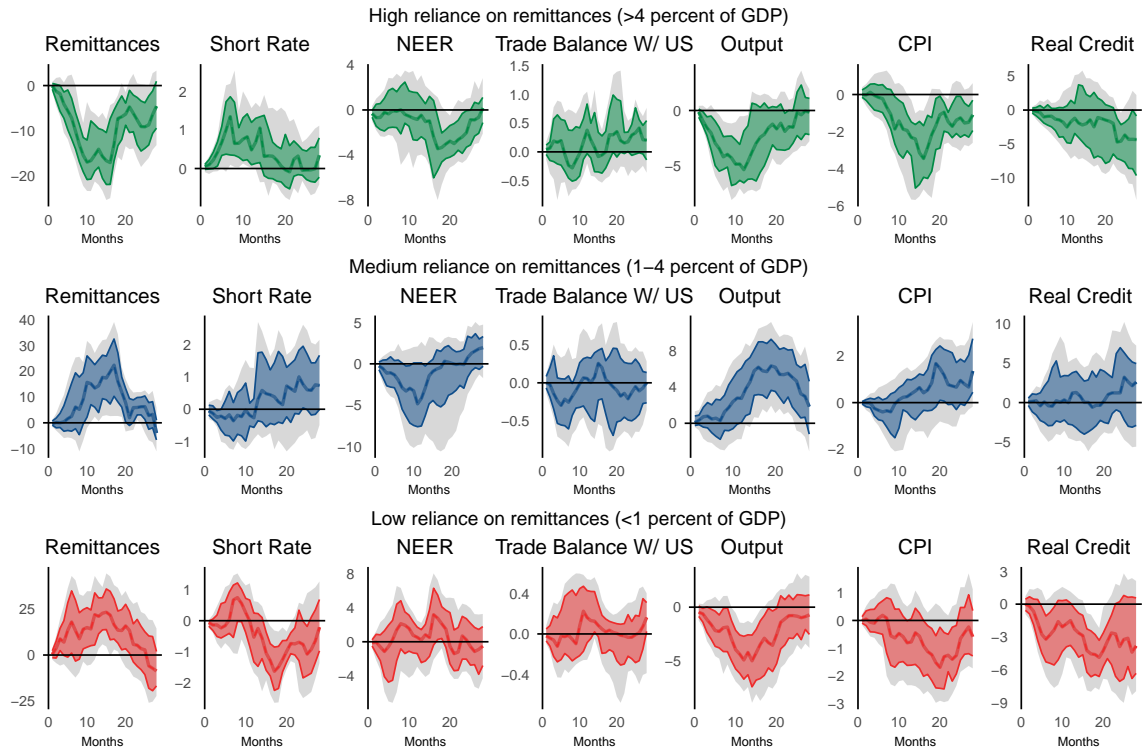 High reliance on remittances (>4 percent of GDP)
Remittances Short Rate NEER Trade Balance W/ US Output CPI Real Credit
0 −10 −20
2 1 0
4 0 −4 −8
1.5 1.0 0.5 0.0 −0.5
0 −5
0 −2 −4 −6
5 0 −5 −10
0 10 20 0 10 20 0 10 20 0 10 20 0 10 20 0 10 20 0 10 20
Months Months Months Months Months Months Months
Medium reliance on remittances (1−4 percent of GDP)
Remittances Short Rate NEER Trade Balance W/ US Output CPI Real Credit
40 30 20 10 0 −10
2 1 0 −1
5 0 −5 −10
0.5 0.0 −0.5
8 4 0
2 0 −2
10 5 0 −5
0 10 20 0 10 20 0 10 20 0 10 20 0 10 20 0 10 20 0 10 20
Months Months Months Months Months Months Months
Low reliance on remittances (<1 percent of GDP)
Remittances Short Rate NEER Trade Balance W/ US Output CPI Real Credit
25 0 −25
1 0 −1 −2
8 4 0 −4
0.4 0.0 −0.4
0 −5
1 0 −1 −2 −3
3 0 −3 −6 −9
0 10 20 0 10 20 0 10 20 0 10 20 0 10 20 0 10 20 0 10 20
Months Months Months Months Months Months Months